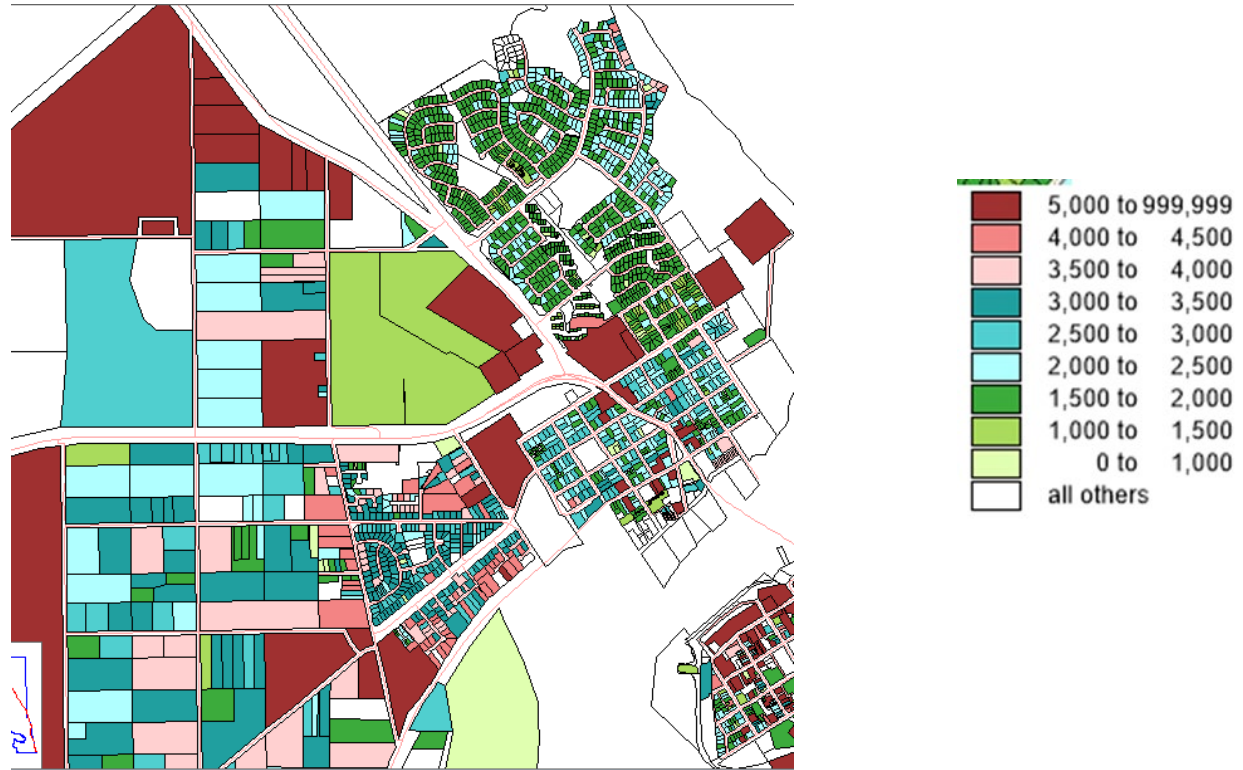 5,000 to 999,999
4,000 to 4,500
3,500 to 4,000
3,000 to 3,500
2,500 to 3,000
2,000 to 2,500
1,500 to 2,000
1,000 to 1,500
0 to 1,000
all others